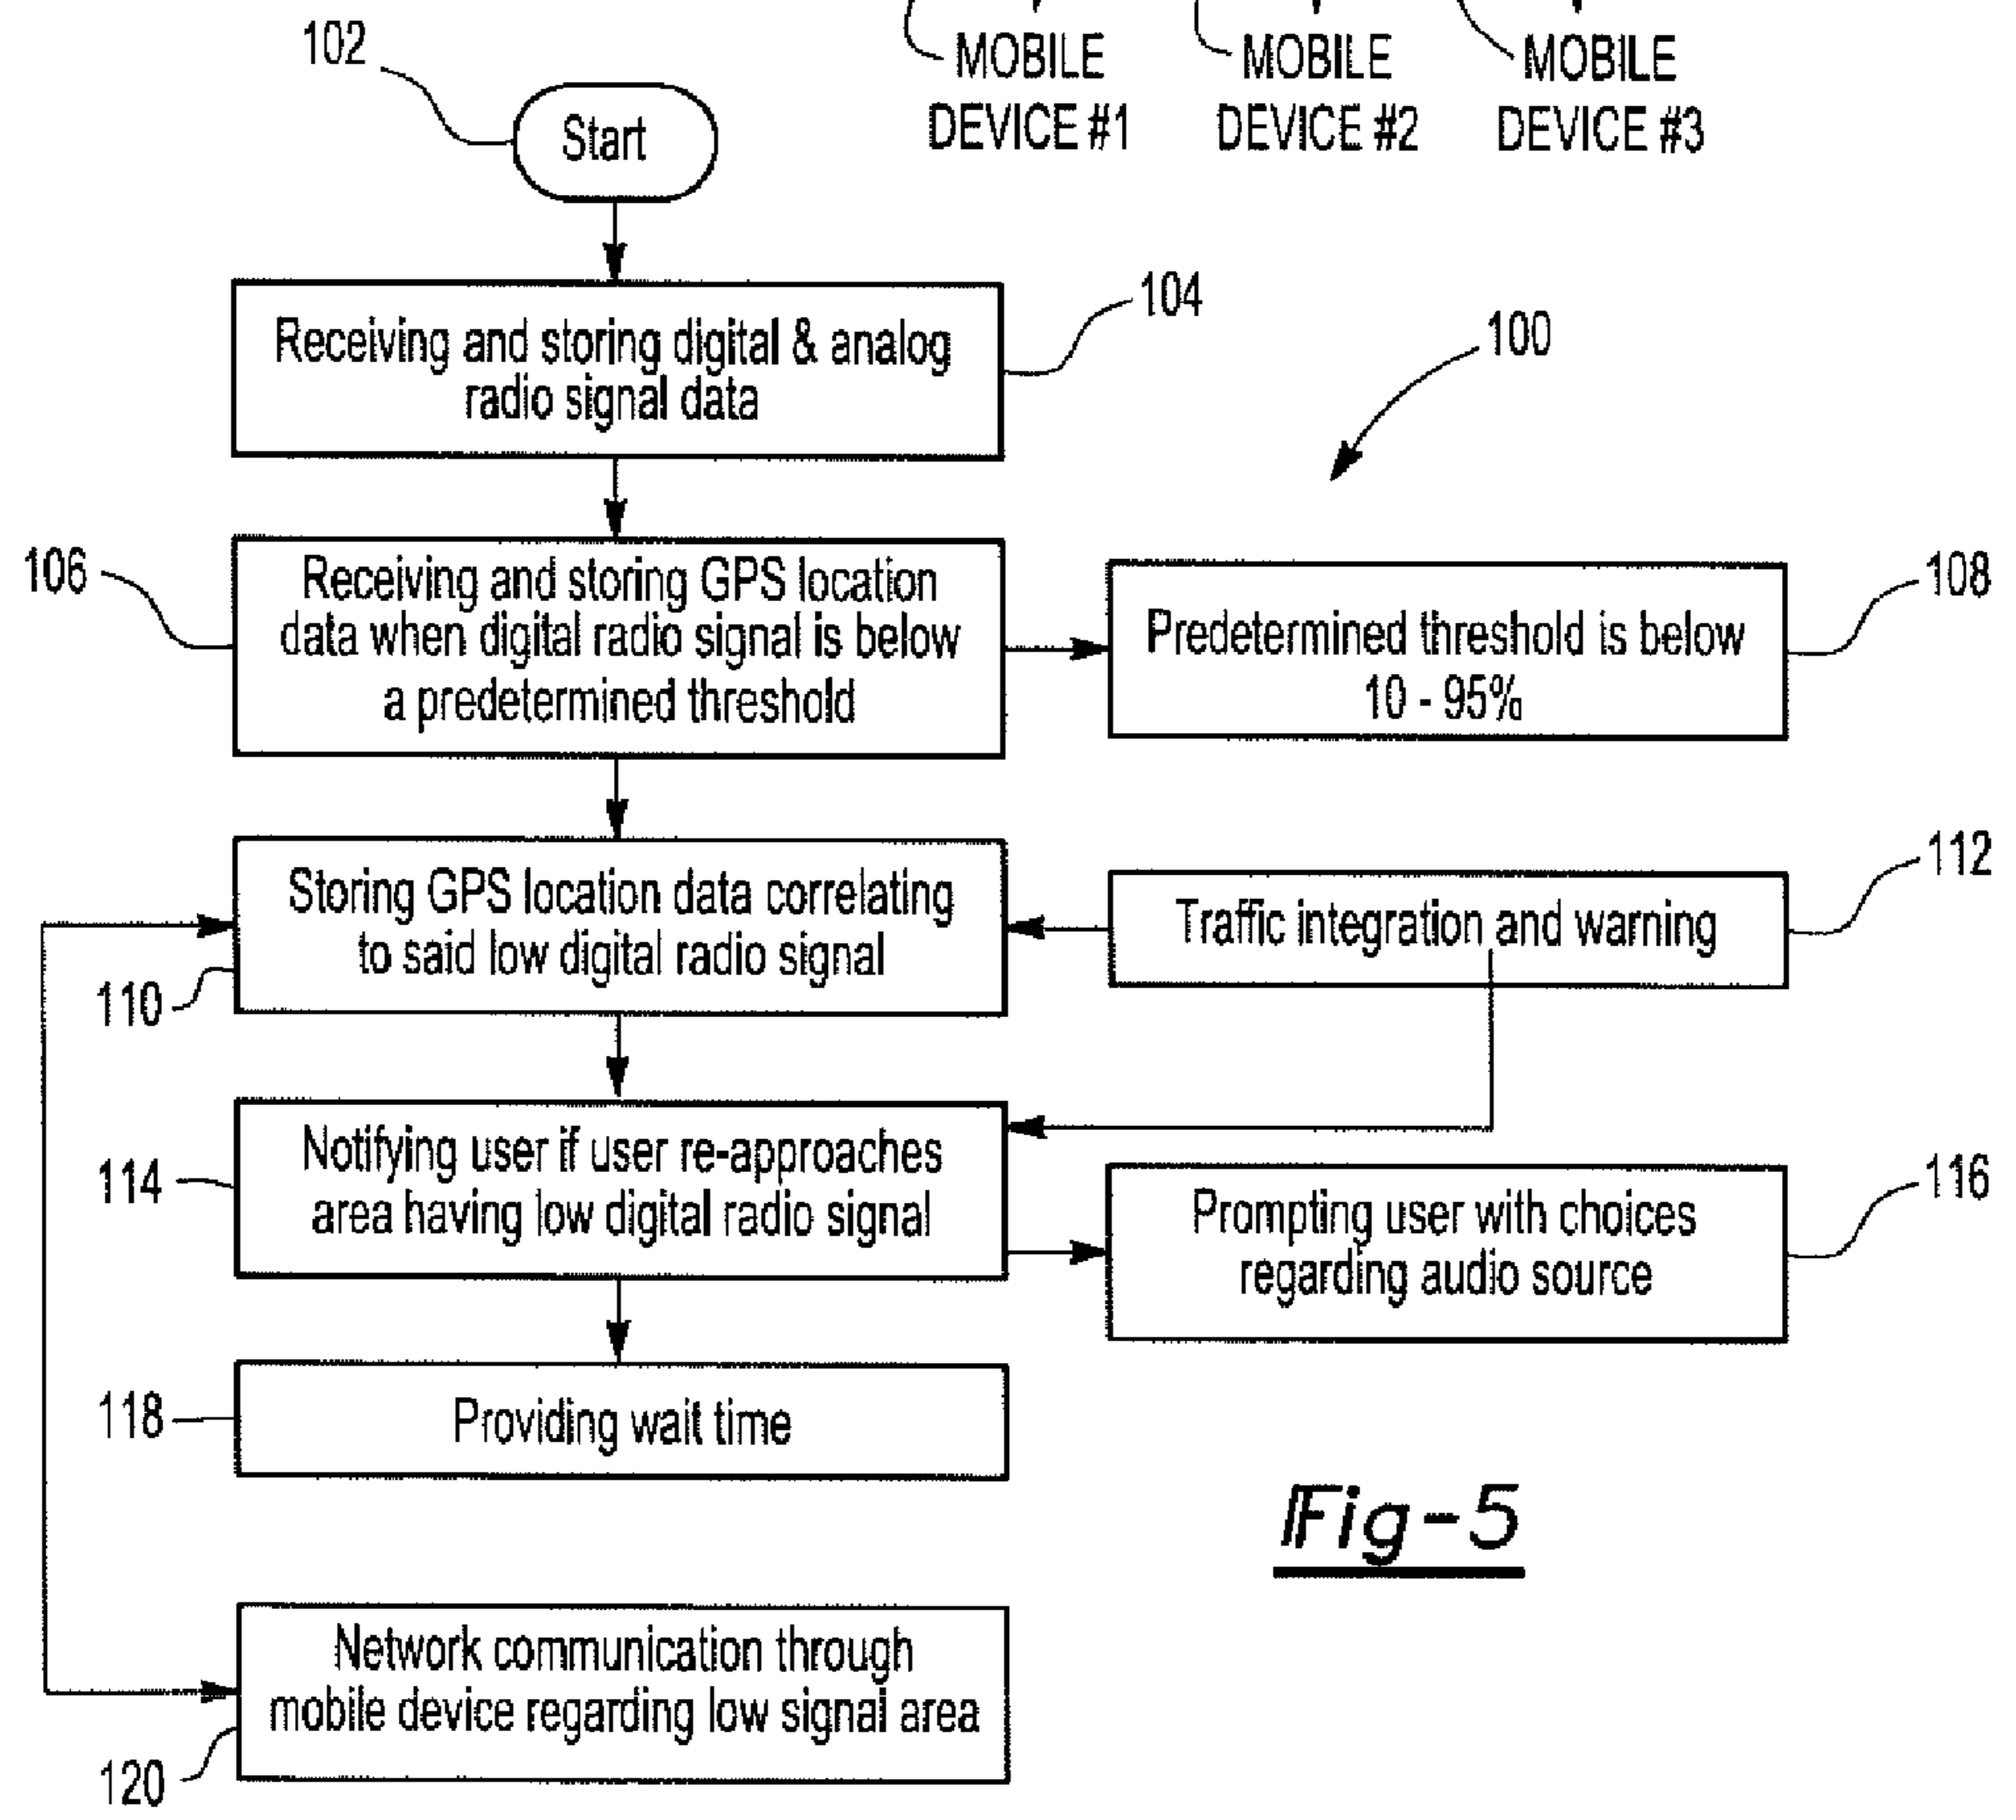 102
MOBILE
DEVICE #1
MOBILE
DEVICE #2
MOBILE
DEVICE #3
Start
104
Receiving and storing digital & analog
radio signal data
100
106
Receiving and storing GPS location
data when digital radio signal is below
a predetermined threshold
108
Predetermined threshold is below
10 - 95%
110
Storing GPS location data correlating
to said low digital radio signal
112
Traffic integration and warning
114
Notifying user if user re-approaches
area having low digital radio signal
116
Prompting user with choices
regarding audio source
118
Providing wait time
Fig-5
Network communication through
mobile device regarding low signal area
120